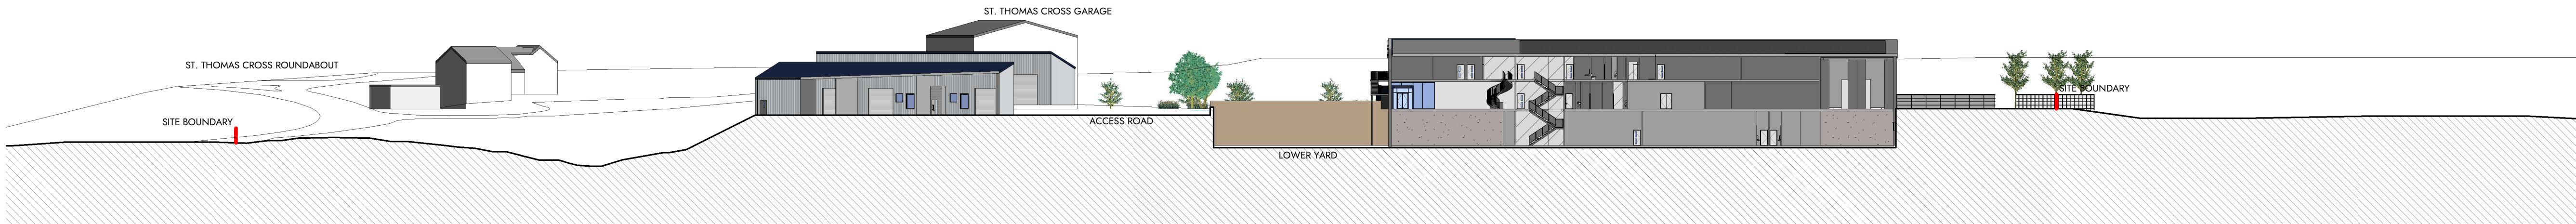 ST. THOMAS CROSS GARAGE
ST. THOMAS CROSS ROUNDABOUT
SITE BOUNDARY
SITE BOUNDARY
ACCESS ROAD
LOWER YARD